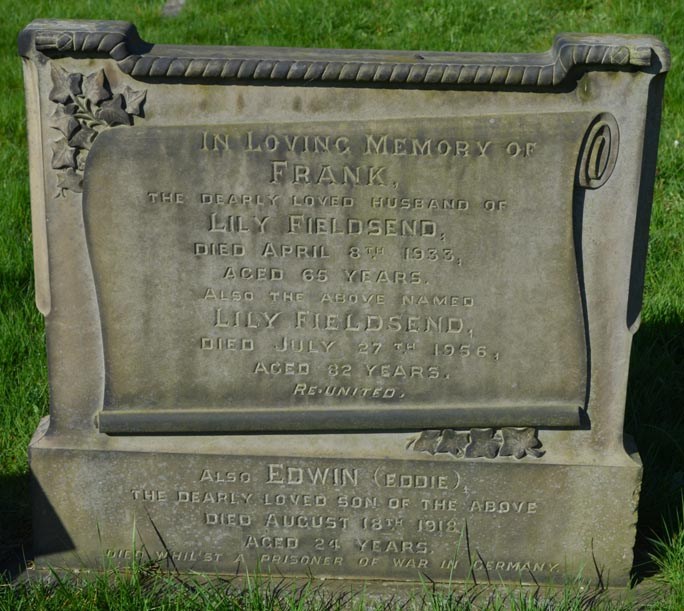 IN LOVING MEMORY OF
FRANK,
THE DEARLY LOVED HUSBAND OF
LILY FIELDSEND,
DIED APRIL 8TH 1933,
AGED 65 YEARS.
ALSO THE ABOVE NAMED
LILY FIELDSEND,
DIED JULY 27TH 1956,
AGED 82 YEARS.
RE-UNITED.
ALSO EDWIN (EDDIE),
THE DEARLY LOVED SON OF THE ABOVE
DIED AUGUST 18TH 1918
AGED 24 YEARS.
DIED WHILST A PRISONER OF WAR IN GERMANY.